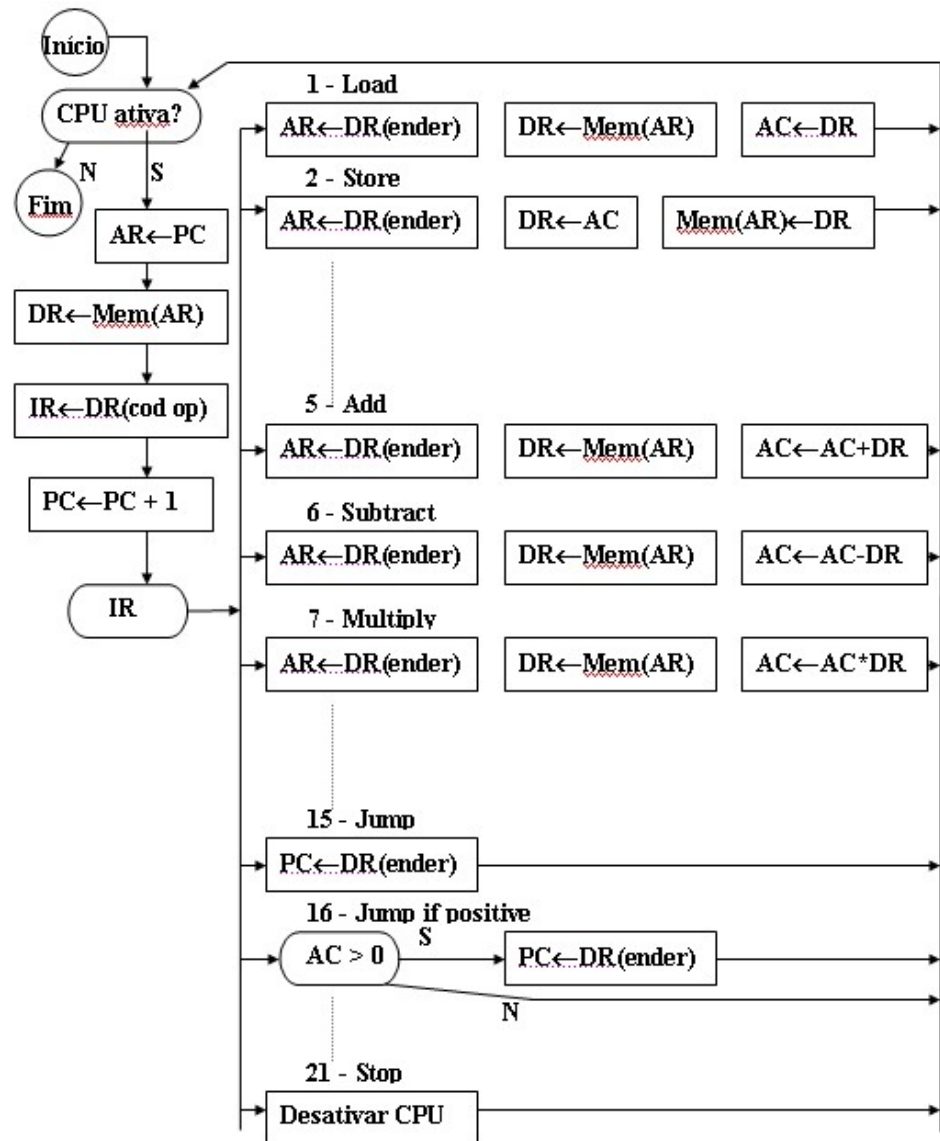 Início
CPU ativa?
N
S
Fim
AR←PC
DR←Mem(AR)
IR←DR(cod op)
PC←PC + 1
IR
1 - Load
AR←DR(ender)
DR←Mem(AR)
AC←DR
2 - Store
AR←DR(ender)
DR←AC
Mem(AR)←DR
5 - Add
AR←DR(ender)
DR←Mem(AR)
AC←AC+DR
6 - Subtract
AR←DR(ender)
DR←Mem(AR)
AC←AC-DR
7 - Multiply
AR←DR(ender)
DR←Mem(AR)
AC←AC*DR
15 - Jump
PC←DR(ender)
16 - Jump if positive
AC > 0
S
PC←DR(ender)
N
21 - Stop
Desativar CPU